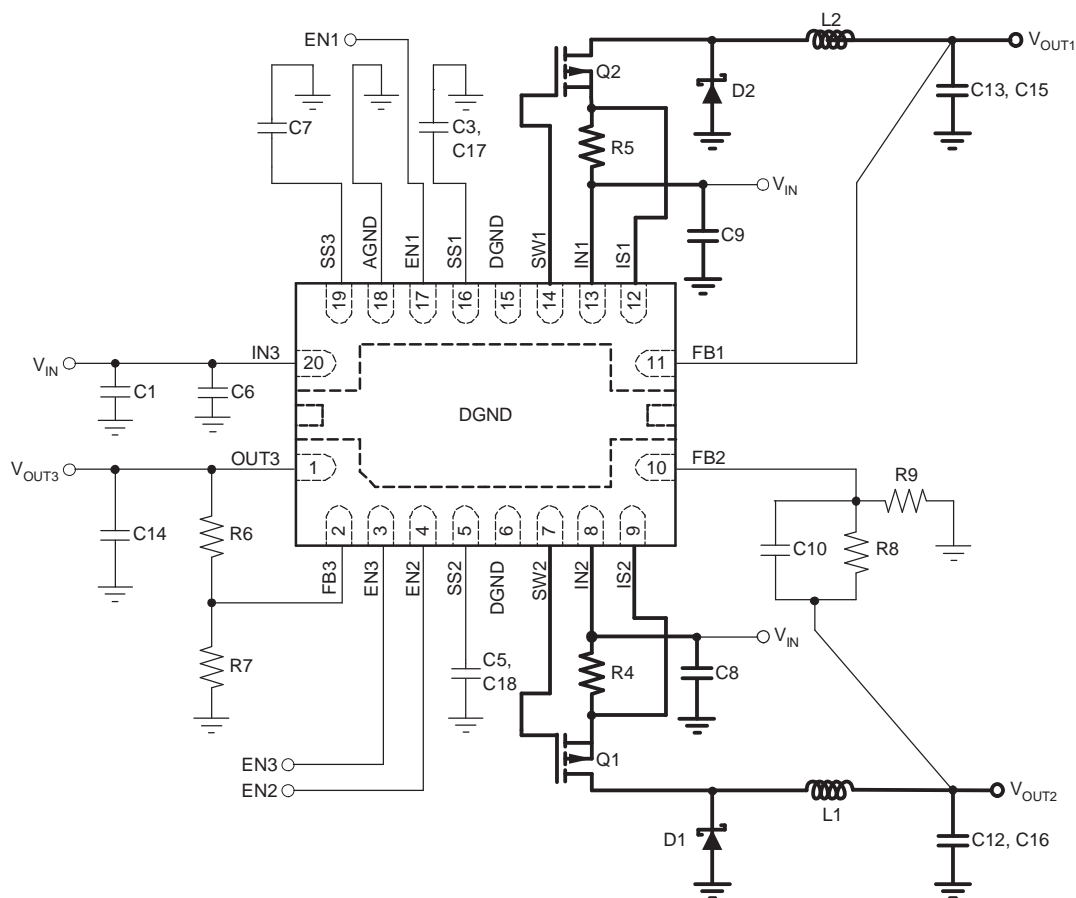 L2
EN1
VOUT1
Q2
D2
C13, C15
C7
C3,
C17
R5
VIN
C9
SS3
AGND
EN1
SS1
DGND
SW1
IN1
IS1
19
18
17
16
15
14
13
12
VIN
IN3
20
11
FB1
C1
C6
DGND
VOUT3
OUT3
1
10
FB2
R9
C14
R6
2
3
4
5
6
7
8
9
C10
R8
FB3
EN3
EN2
SS2
DGND
SW2
IN2
IS2
VIN
R7
C5,
C18
R4
C8
Q1
EN3
EN2
VOUT2
L1
D1
C12, C16